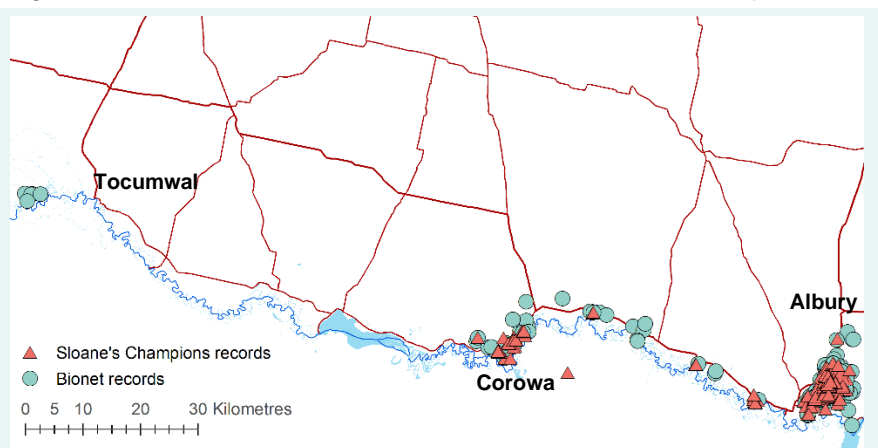 Tocumwal
Albury
Corowa
Sloane's Champions records
Bionet records
0 5 10 20 30 Kilometres